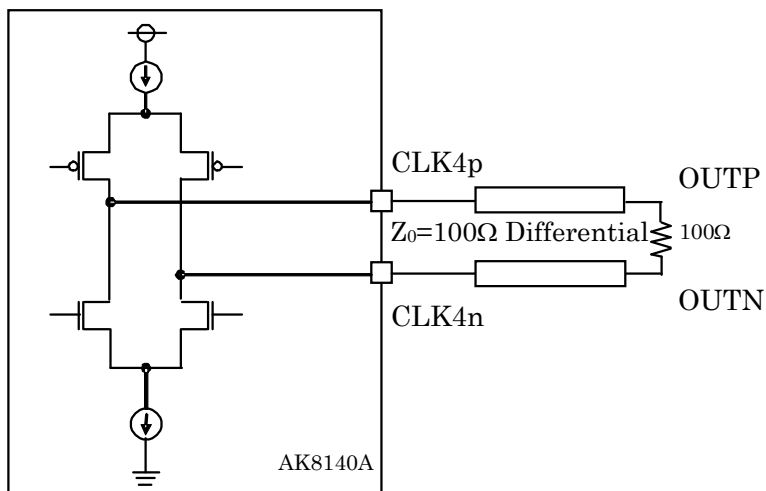 CLK4p
OUTP
Z₀=100Ω Differential
100Ω
OUTN
CLK4n
AK8140A